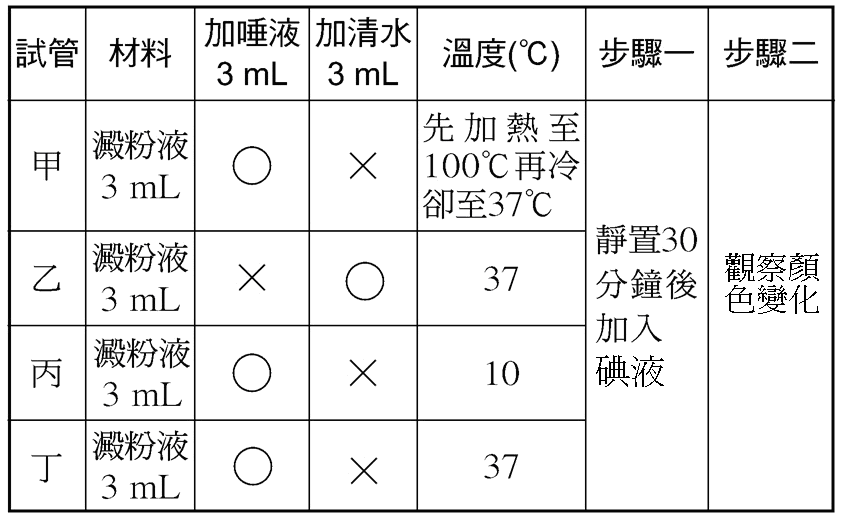 試管 材料 加唾液 3 mL 加清水 3 mL 溫度(℃) 步驟一 步驟二
甲
澱粉液
3 mL
○
×
先加熱至
100℃再冷
卻至37℃
靜置30
分鐘後
加入
碘液
觀察顏
色變化
乙
澱粉液
3 mL
×
○
37
丙
澱粉液
3 mL
○
×
10
丁
澱粉液
3 mL
○
×
37